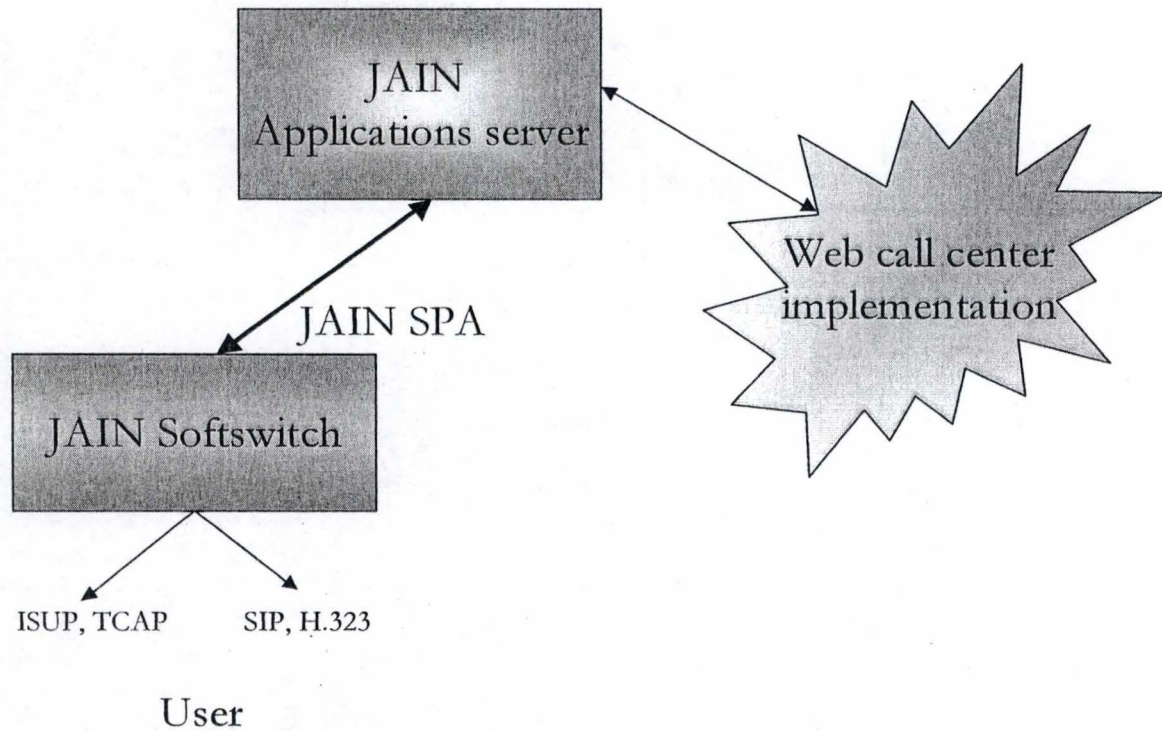 JAIN
Applications server
Web call center
implementation
JAIN SPA
JAIN Softswitch
ISUP, TCAP
SIP, H.323
User